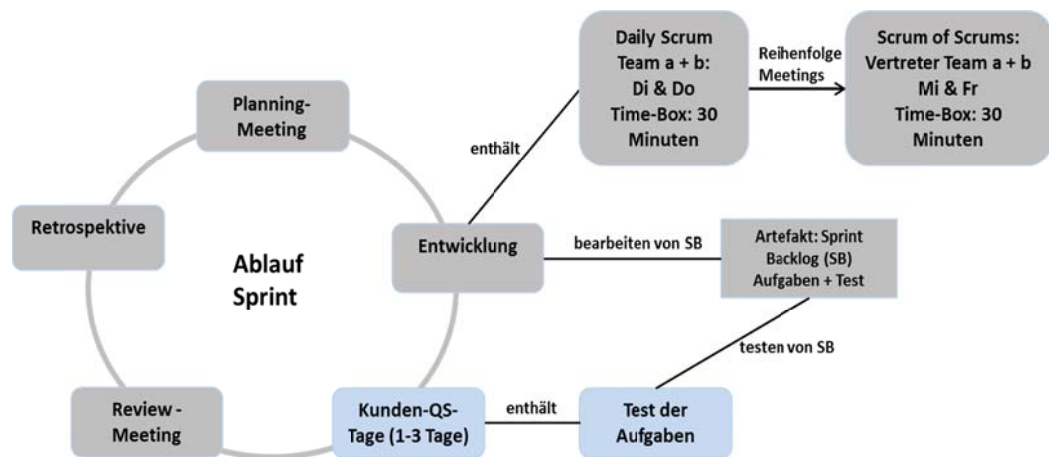 Daily Scrum
Team a + b:
Di & Do
Time-Box: 30
Minuten
Reihenfolge
Meetings
Scrum of Scrums:
Vertreter Team a + b
Mi & Fr
Time-Box: 30
Minuten
Planning-
Meeting
enthält
Retrospektive
Entwicklung
bearbeiten von SB
Artefakt: Sprint
Backlog (SB)
Aufgaben + Test
Ablauf
Sprint
testen von SB
Review -
Meeting
Kunden-QS-
Tage (1-3 Tage)
enthält
Test der
Aufgaben